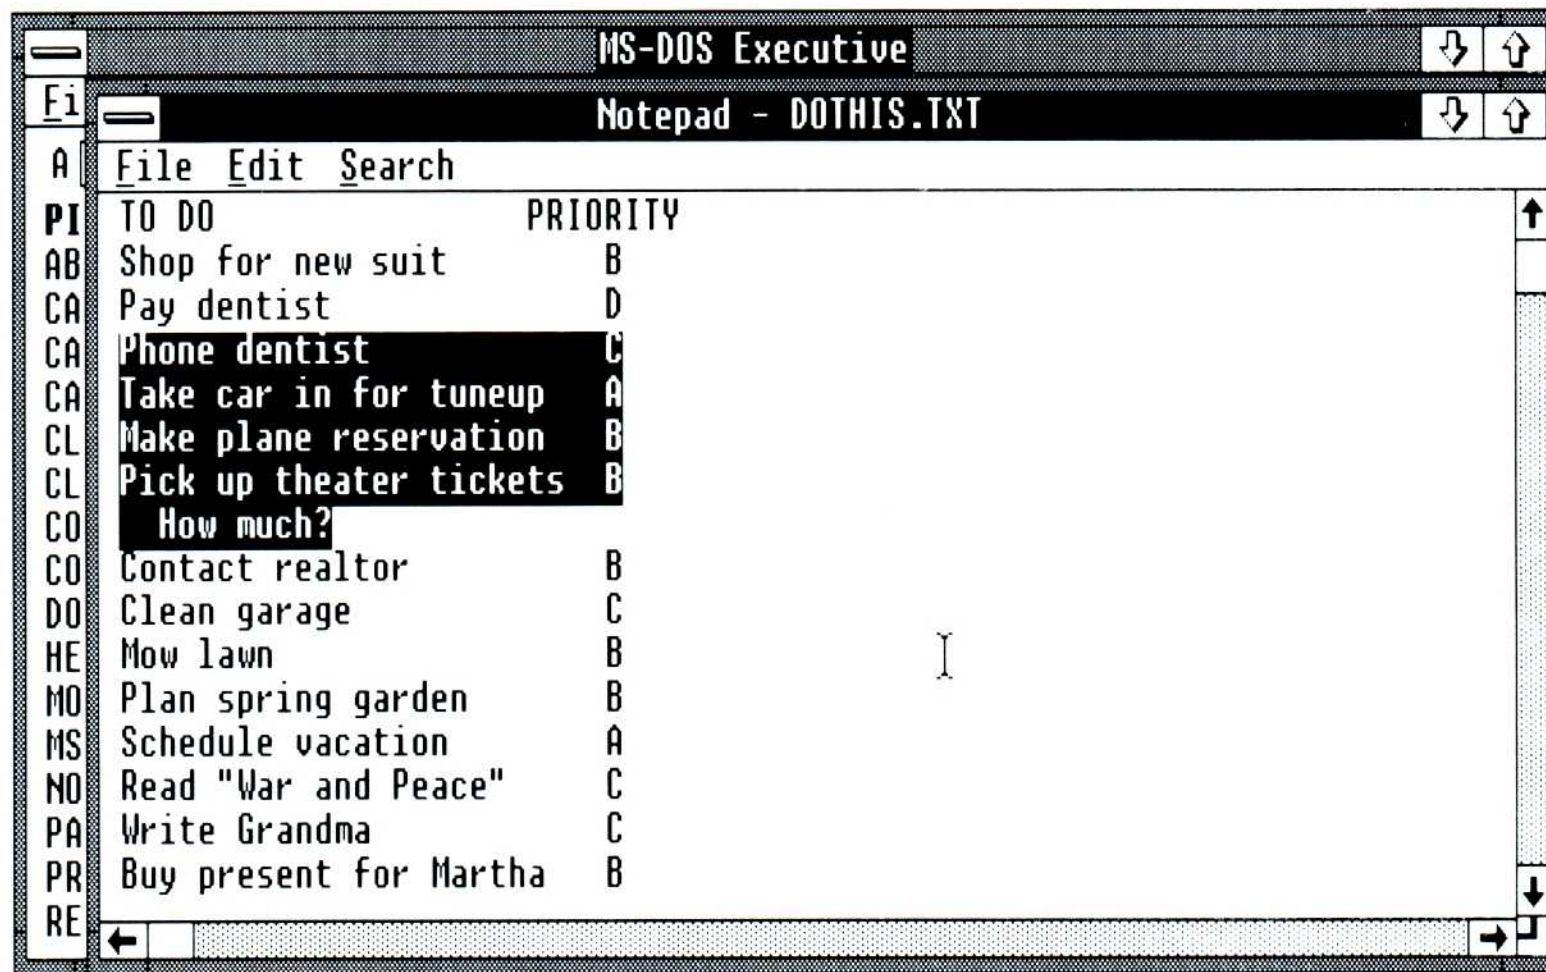 MS-DOS Executive
Fi
Notepad - DOTHIS.TXT
A
File Edit Search
PI
TO DO PRIORITY
AB
Shop for new suit B
CA
Pay dentist D
CA
Phone dentist C
CA
Take car in for tuneup A
CL
Make plane reservation B
CL
Pick up theater tickets B
CO
How much?
CO
Contact realtor B
DO
Clean garage C
HE
Mow lawn B
MO
Plan spring garden B
MS
Schedule vacation A
NO
Read "War and Peace" C
PA
Write Grandma C
PR
Buy present for Martha B
RE